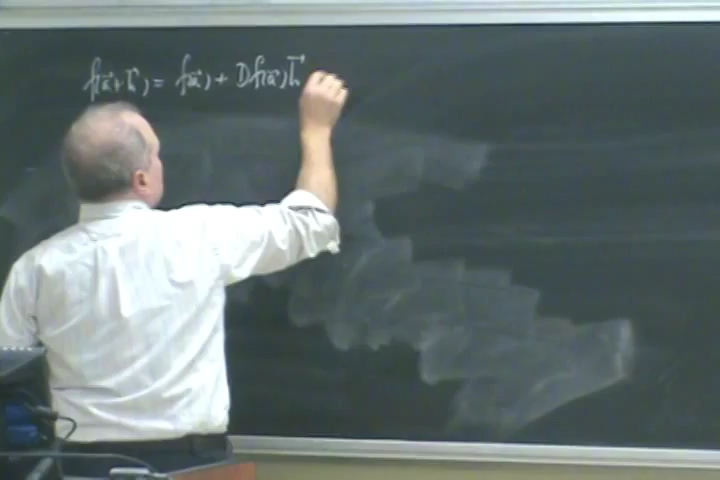 f(a⃗+h⃗) = f(a⃗) + Df(a⃗)h⃗